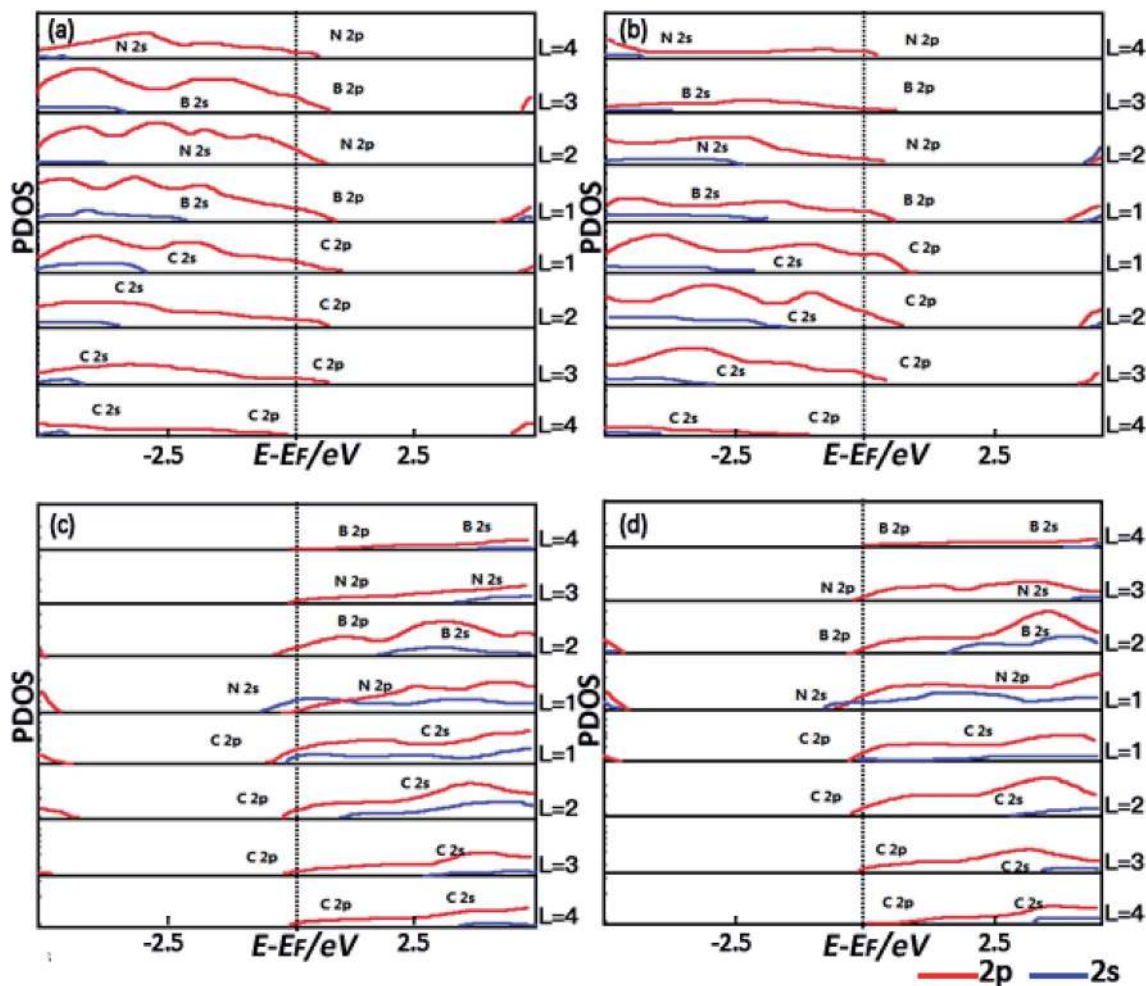 (a)
N 2s
N 2p
L=4
B 2s
B 2p
L=3
N 2s
N 2p
L=2
B 2s
B 2p
L=1
C 2s
C 2p
L=1
C 2s
C 2p
L=2
C 2s
C 2p
L=3
C 2s
C 2p
L=4
PDOS
-2.5
E-EF/eV
2.5
(b)
N 2s
N 2p
L=4
B 2s
B 2p
L=3
N 2s
N 2p
L=2
B 2s
B 2p
L=1
C 2s
C 2p
L=1
C 2s
C 2p
L=2
C 2s
C 2p
L=3
C 2s
C 2p
L=4
PDOS
-2.5
E-EF/eV
2.5
(c)
B 2p
B 2s
L=4
N 2p
N 2s
L=3
B 2p
B 2s
L=2
N 2s
N 2p
L=1
C 2p
C 2s
L=1
C 2p
C 2s
L=2
C 2p
C 2s
L=3
C 2p
C 2s
L=4
PDOS
-2.5
E-EF/eV
2.5
(d)
B 2p
B 2s
L=4
N 2p
N 2s
L=3
B 2p
B 2s
L=2
N 2s
N 2p
L=1
C 2p
C 2s
L=1
C 2p
C 2s
L=2
C 2p
C 2s
L=3
C 2p
C 2s
L=4
PDOS
-2.5
E-EF/eV
2.5
2p
2s